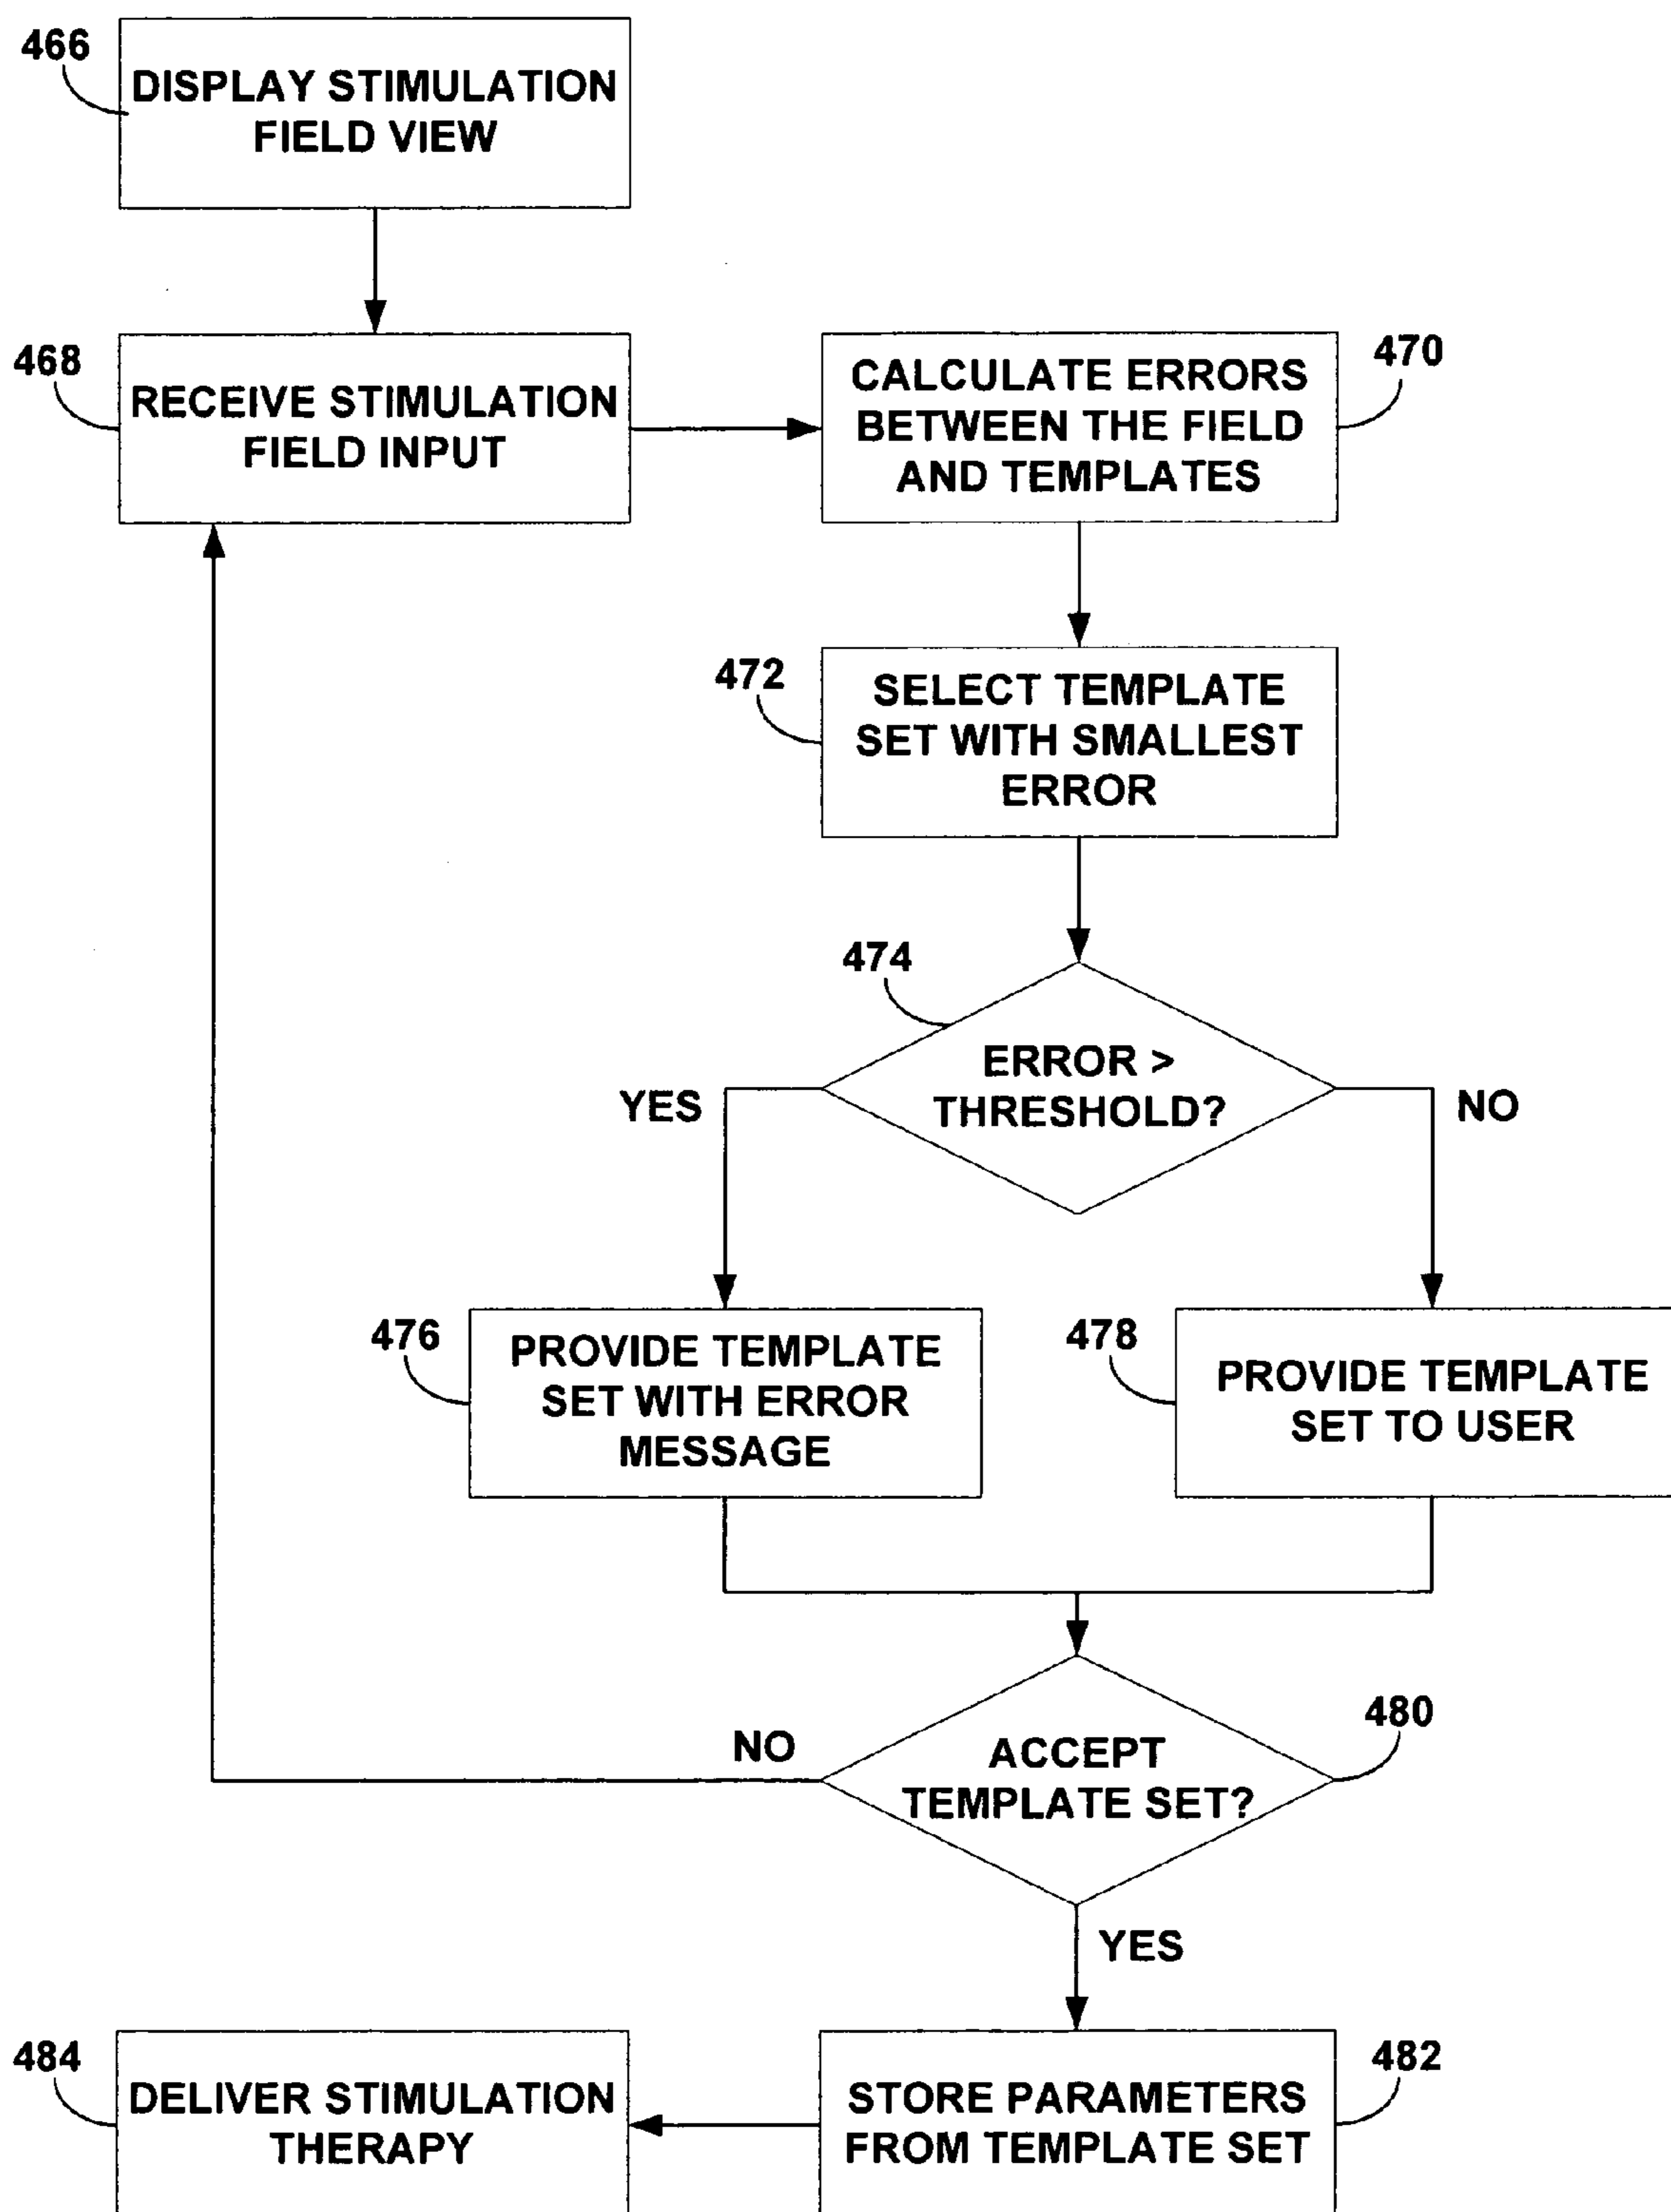 466
DISPLAY STIMULATION
FIELD VIEW
468
RECEIVE STIMULATION
FIELD INPUT
470
CALCULATE ERRORS
BETWEEN THE FIELD
AND TEMPLATES
472
SELECT TEMPLATE
SET WITH SMALLEST
ERROR
474
ERROR >
THRESHOLD?
YES
NO
476
PROVIDE TEMPLATE
SET WITH ERROR
MESSAGE
478
PROVIDE TEMPLATE
SET TO USER
480
ACCEPT
TEMPLATE SET?
NO
YES
482
STORE PARAMETERS
FROM TEMPLATE SET
484
DELIVER STIMULATION
THERAPY